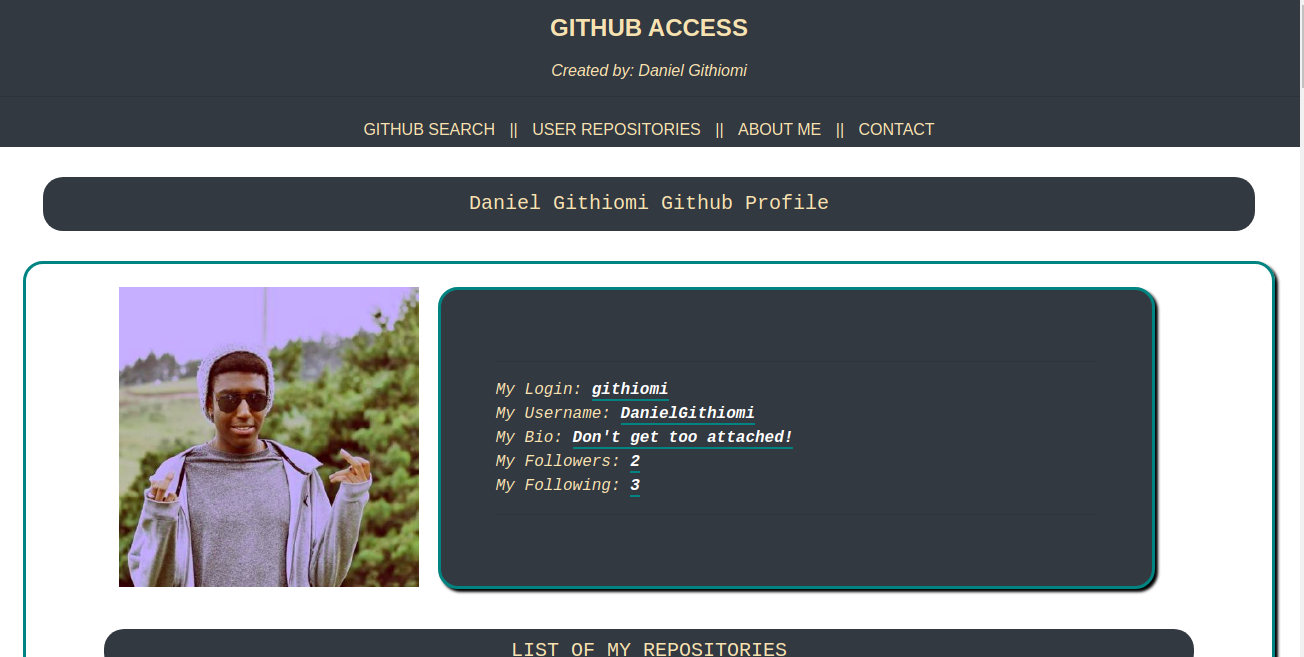 GITHUB ACCESS
Created by: Daniel Githiomi
GITHUB SEARCH || USER REPOSITORIES || ABOUT ME || CONTACT
Daniel Githiomi Github Profile
My Login: githiomi
My Username: DanielGithiomi
My Bio: Don't get too attached!
My Followers: 2
My Following: 3
LIST OF MY REPOSITORIES